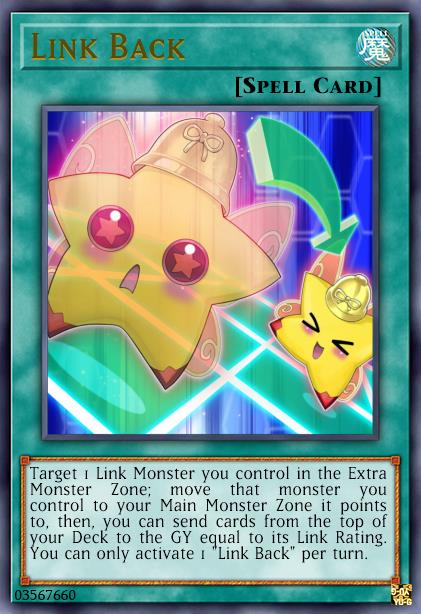 Link Back
SPELL
魔
[Spell Card]
Target 1 Link Monster you control in the Extra
Monster Zone; move that monster you
control to your Main Monster Zone it points
to, then, you can send cards from the top of
your Deck to the GY equal to its Link Rating.
You can only activate 1 "Link Back" per turn.
03567660